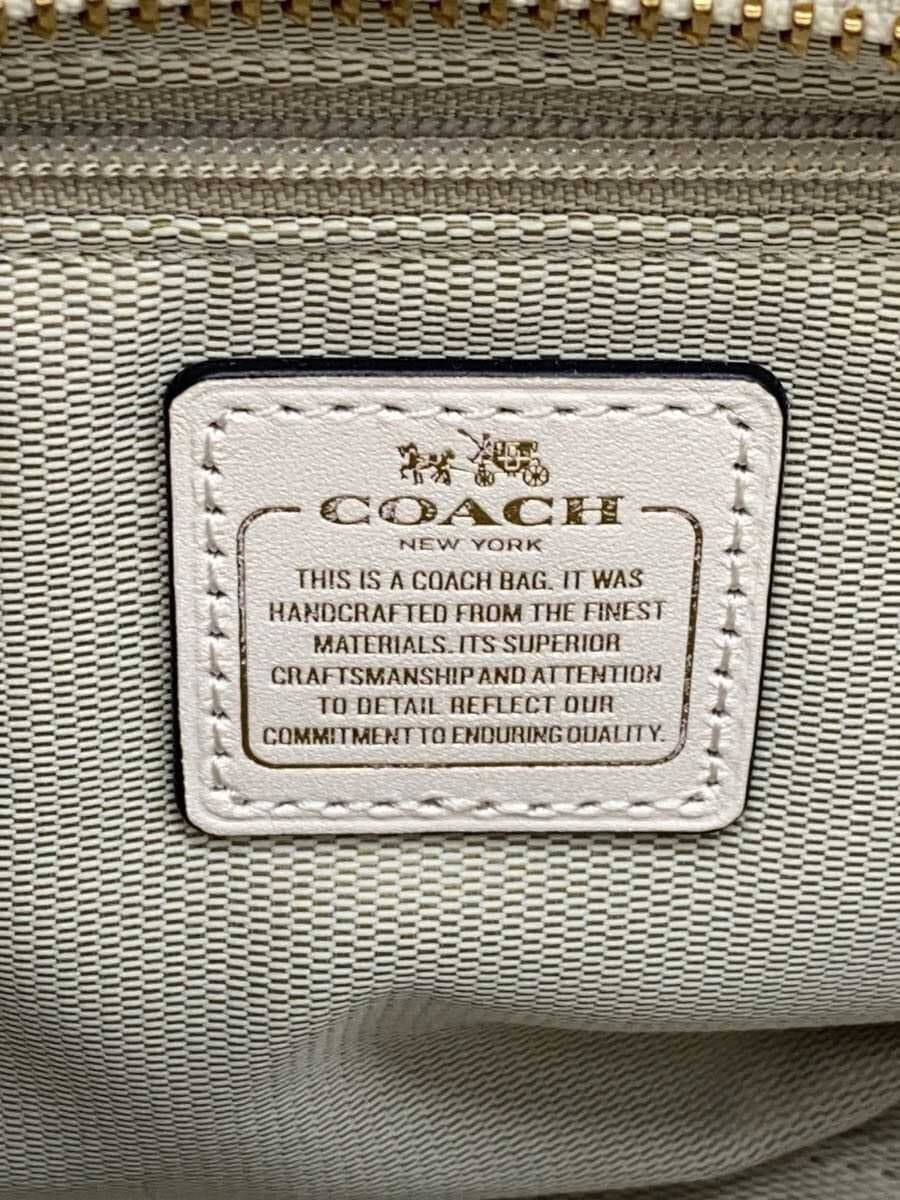 COACH
NEW YORK
THIS IS A COACH BAG. IT WAS
HANDCRAFTED FROM THE FINEST
MATERIALS. ITS SUPERIOR
CRAFTSMANSHIP AND ATTENTION
TO DETAIL REFLECT OUR
COMMITMENT TO ENDURING QUALITY.